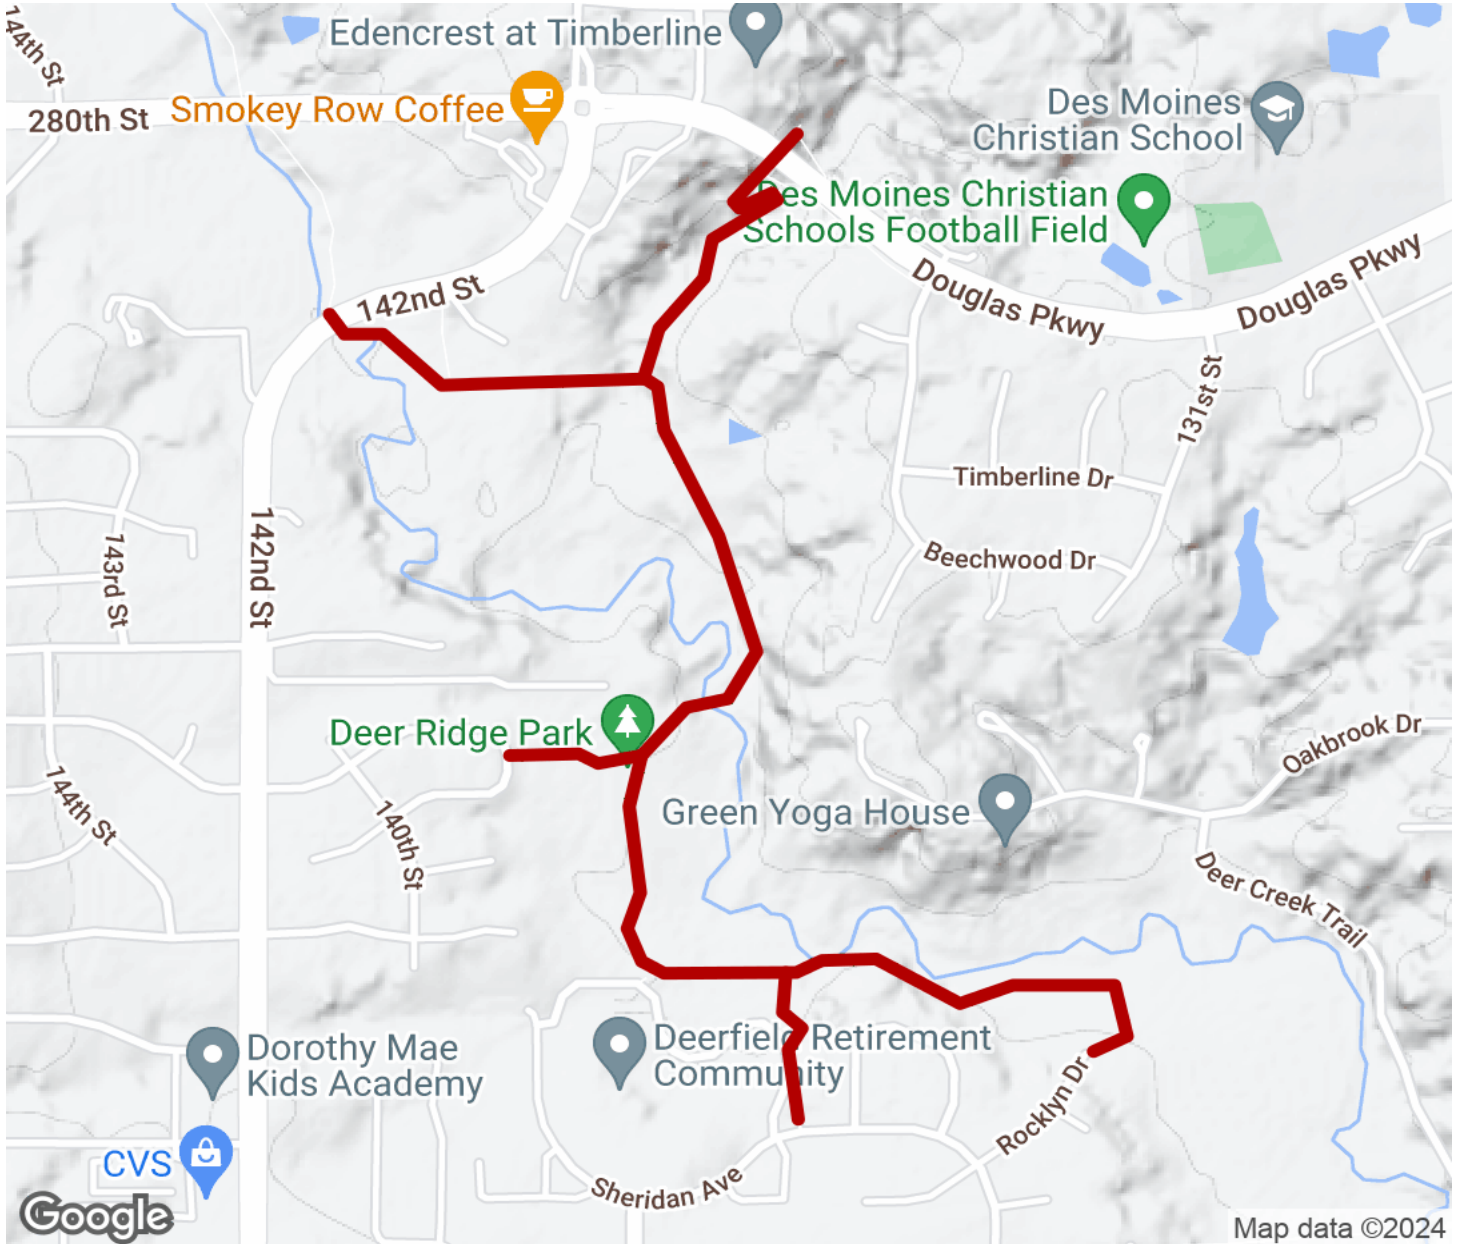 144th St
Edencrest at Timberline
280th St
Smokey Row Coffee
Des Moines
Christian School
Des Moines Christian
Schools Football Field
142nd St
Douglas Pkwy
Douglas Pkwy
131st St
Timberline Dr
142nd St
143rd St
Beechwood Dr
Deer Ridge Park
Oakbrook Dr
144th St
140th St
Green Yoga House
Deer Creek Trail
Dorothy Mae
Kids Academy
Deerfield Retirement
Community
Rocklyn Dr
CVS
Sheridan Ave
Google
Map data ©2024